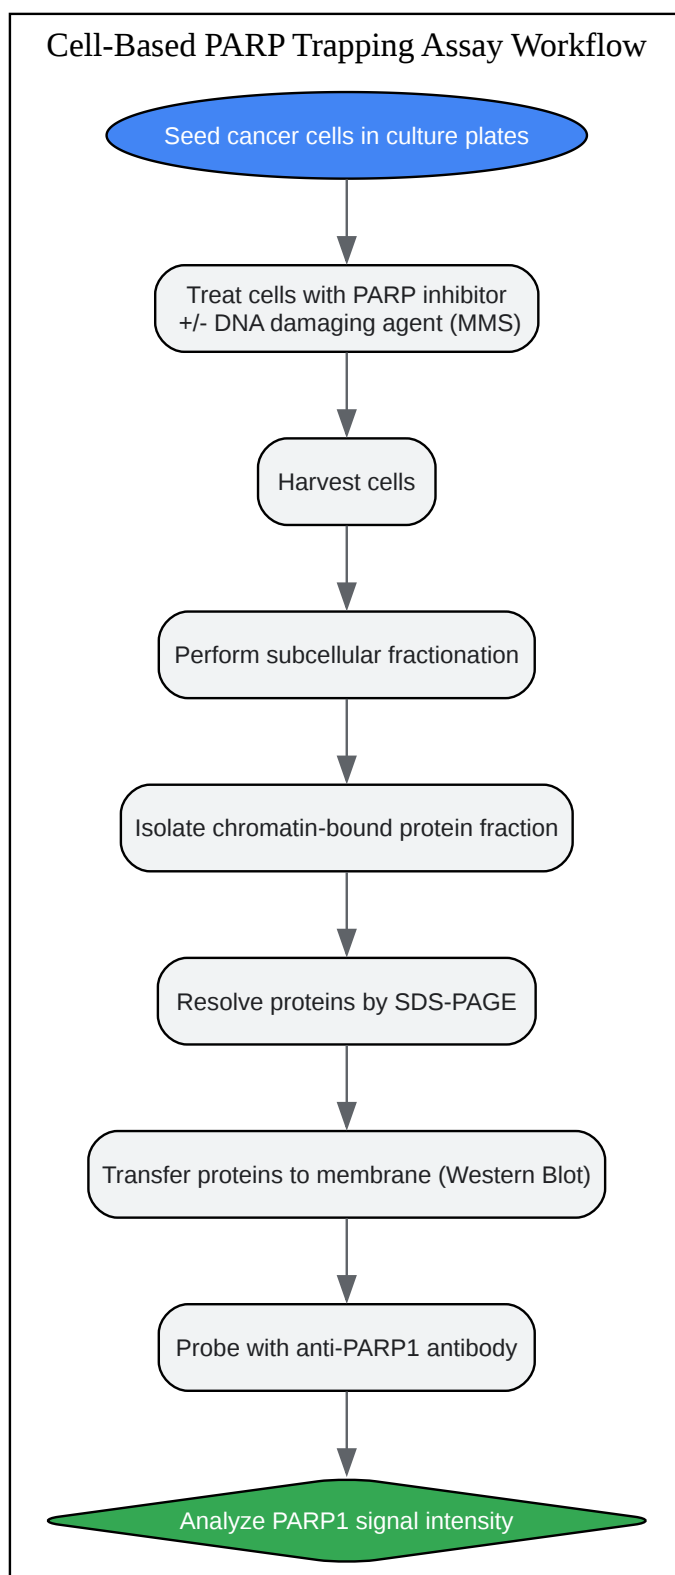 Cell-Based PARP Trapping Assay Workflow
Seed cancer cells in culture plates
Treat cells with PARP inhibitor
+/- DNA damaging agent (MMS)
Harvest cells
Perform subcellular fractionation
Isolate chromatin-bound protein fraction
Resolve proteins by SDS-PAGE
Transfer proteins to membrane (Western Blot)
Probe with anti-PARP1 antibody
Analyze PARP1 signal intensity